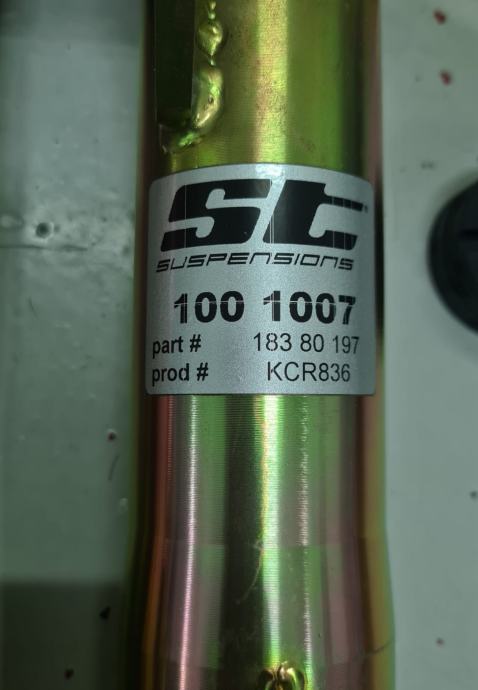 st
SUSPENSIONS
100 1007
part # 183 80 197
prod # KCR836